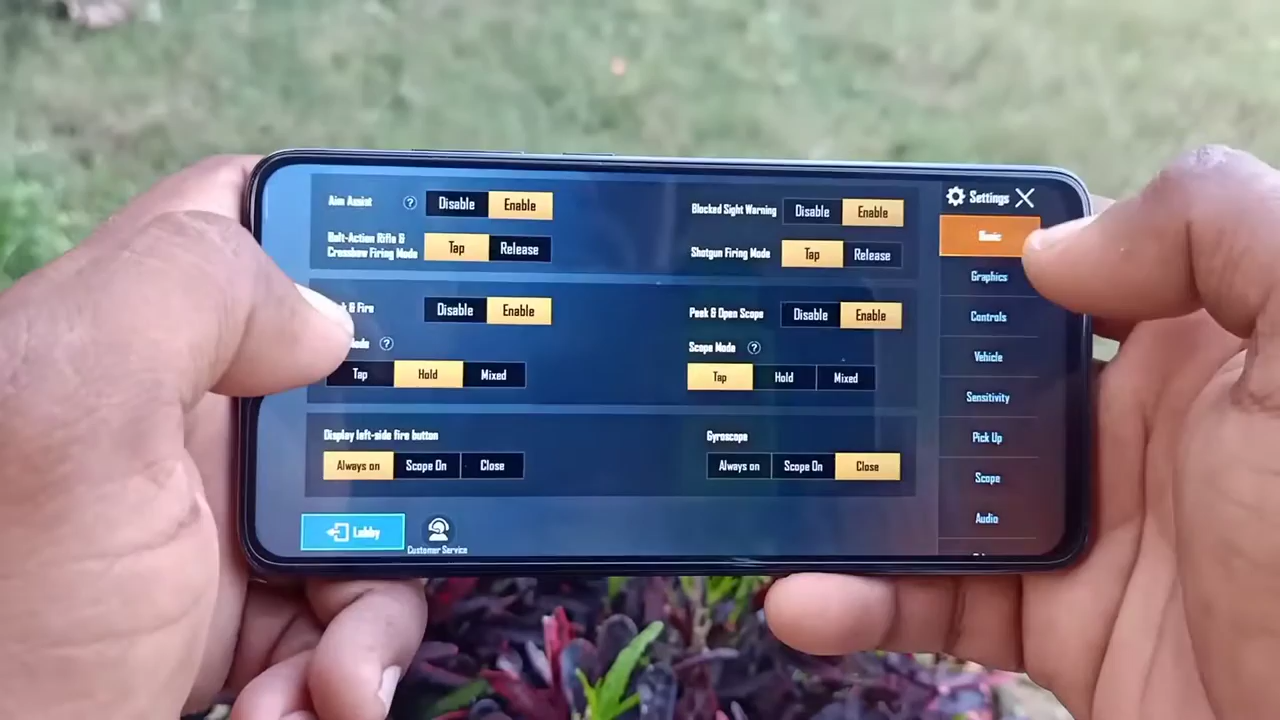 Aim Assist ? Disable Enable
Blocked Sight Warning Disable Enable
Bolt-Action Rifle &
Crossbow Firing Mode Tap Release
Shotgun Firing Mode Tap Release
& Fire Disable Enable
Peek & Open Scope Disable Enable
Mode ?
Scope Mode ?
Tap Hold Mixed
Tap Hold Mixed
Display left-side fire button
Gyroscope
Always on Scope On Close
Always on Scope On Close
Lobby
Customer Service
Settings
Basic
Graphics
Controls
Vehicle
Sensitivity
Pick Up
Scope
Audio